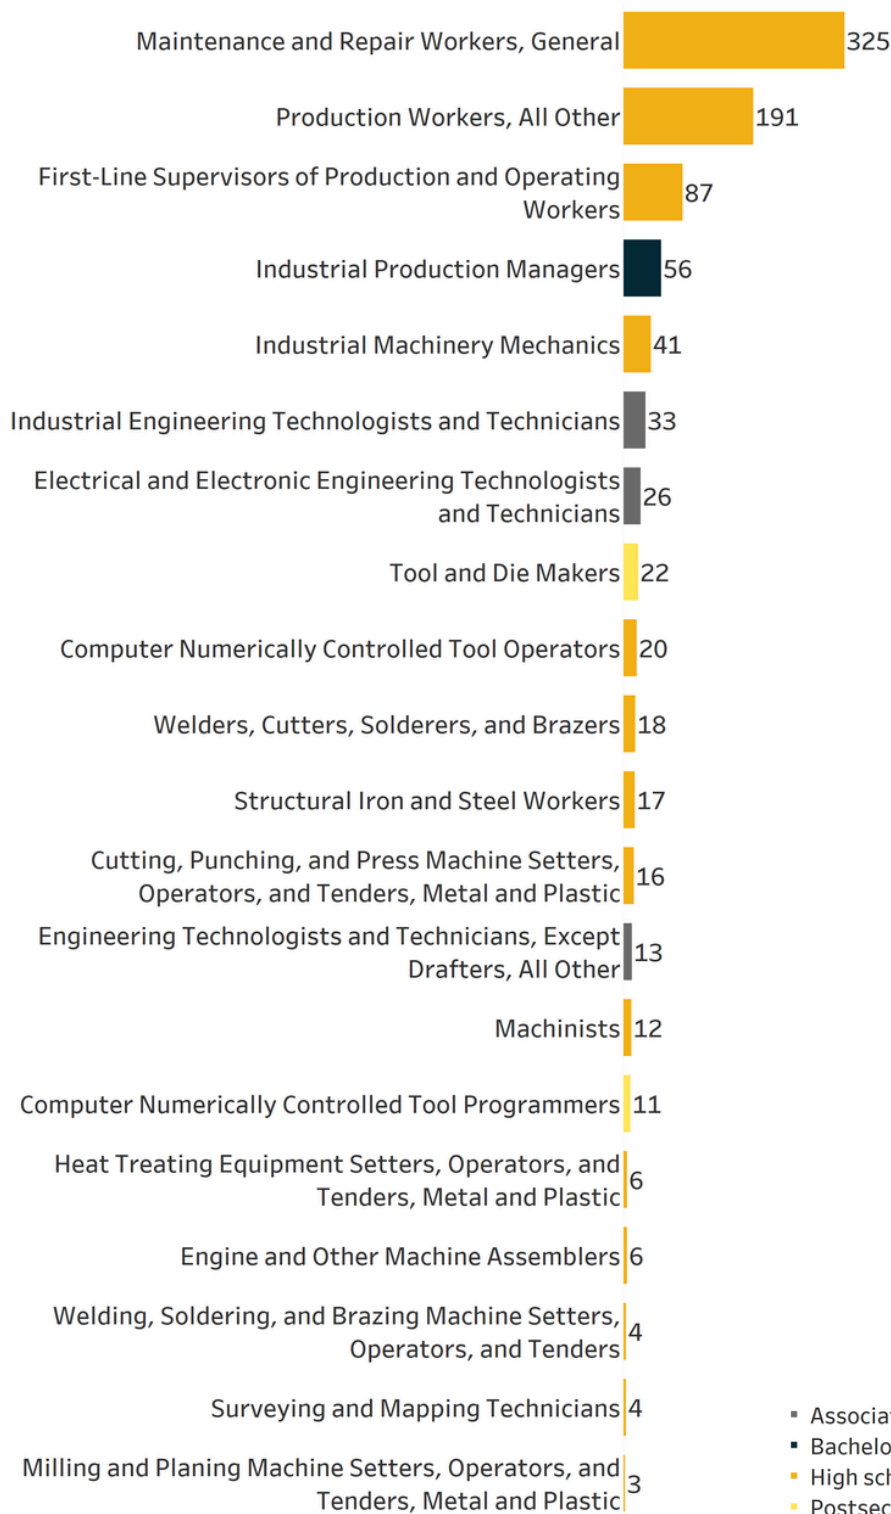 Maintenance and Repair Workers, General 325
Production Workers, All Other 191
First-Line Supervisors of Production and Operating
Workers 87
Industrial Production Managers 56
Industrial Machinery Mechanics 41
Industrial Engineering Technologists and Technicians 33
Electrical and Electronic Engineering Technologists
and Technicians 26
Tool and Die Makers 22
Computer Numerically Controlled Tool Operators 20
Welders, Cutters, Solderers, and Brazers 18
Structural Iron and Steel Workers 17
Cutting, Punching, and Press Machine Setters,
Operators, and Tenders, Metal and Plastic 16
Engineering Technologists and Technicians, Except
Drafters, All Other 13
Machinists 12
Computer Numerically Controlled Tool Programmers 11
Heat Treating Equipment Setters, Operators, and
Tenders, Metal and Plastic 6
Engine and Other Machine Assemblers 6
Welding, Soldering, and Brazing Machine Setters,
Operators, and Tenders 4
Surveying and Mapping Technicians 4
Milling and Planing Machine Setters, Operators, and
Tenders, Metal and Plastic 3
Associa
Bachelo
High sch
Postsec